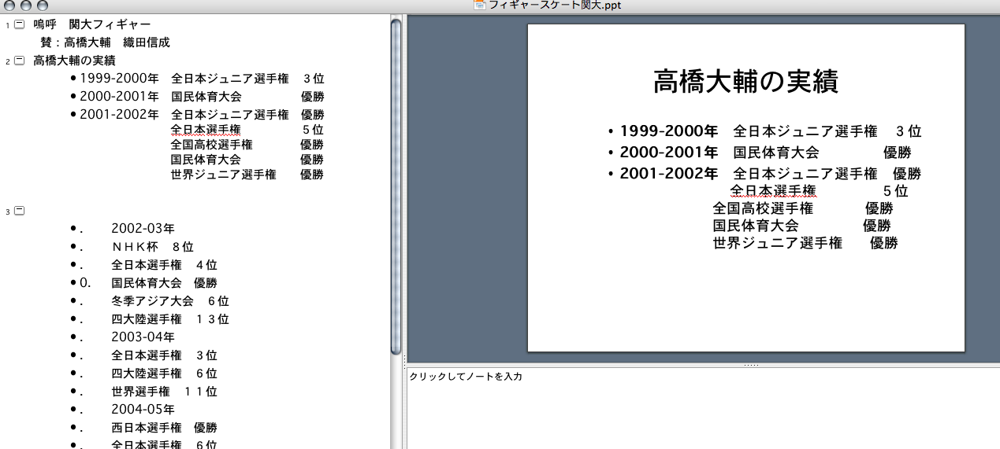 フィギャースケート関大.ppt
1 嗚呼　関大フィギャー
賛：高橋大輔　織田信成
2 高橋大輔の実績
•1999-2000年　全日本ジュニア選手権　３位
•2000-2001年　国民体育大会　　　　　優勝
•2001-2002年　全日本ジュニア選手権　優勝
全日本選手権　　　　　５位
全国高校選手権　　　　優勝
国民体育大会　　　　　優勝
世界ジュニア選手権　　優勝
3
•.　2002-03年
•.　ＮＨＫ杯　８位
•.　全日本選手権　４位
•0.　国民体育大会　優勝
•.　冬季アジア大会　６位
•.　四大陸選手権　１３位
•.　2003-04年
•.　全日本選手権　３位
•.　四大陸選手権　６位
•.　世界選手権　１１位
•.　2004-05年
•.　西日本選手権　優勝
•.　全日本選手権　６位
高橋大輔の実績
• 1999-2000年　全日本ジュニア選手権　３位
• 2000-2001年　国民体育大会　　　　優勝
• 2001-2002年　全日本ジュニア選手権　優勝
全日本選手権　　　　５位
全国高校選手権　　　優勝
国民体育大会　　　　優勝
世界ジュニア選手権　　優勝
クリックしてノートを入力